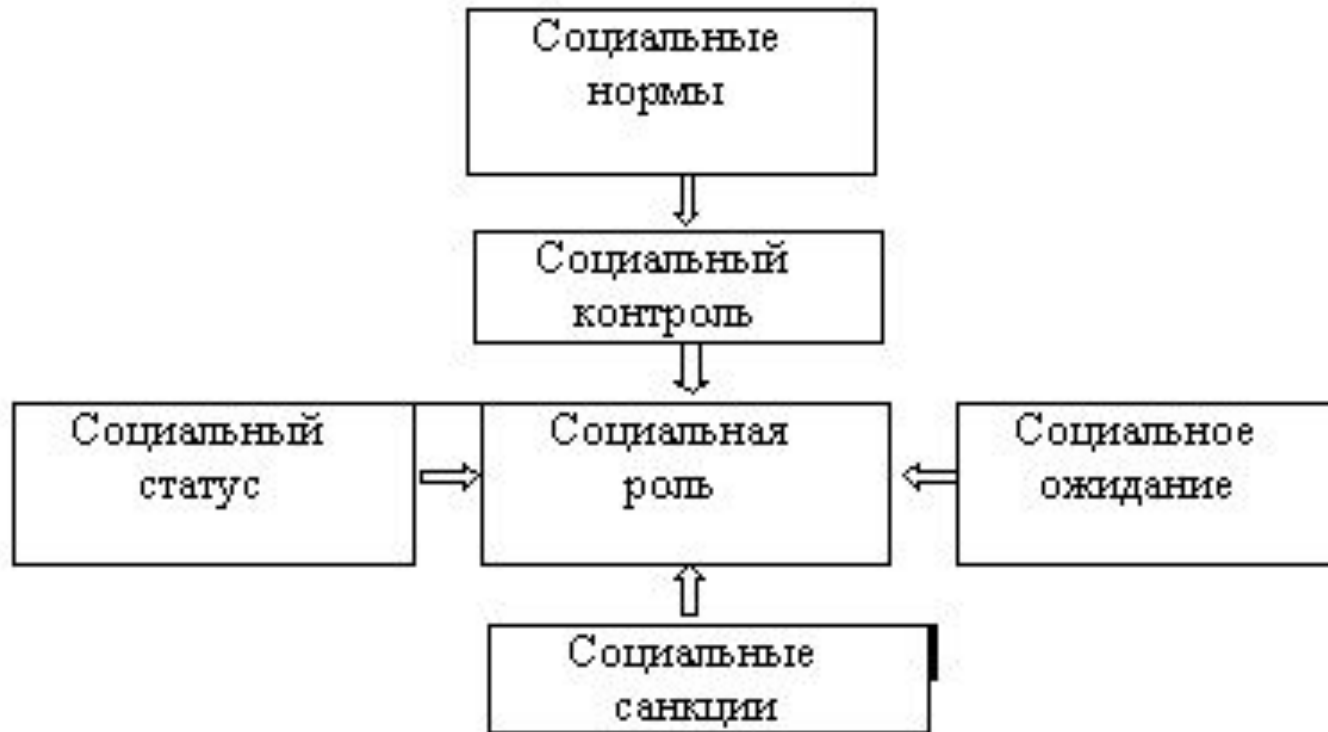 Социальные
нормы
Социальный
контроль
Социальный
статус
Социальная
роль
Социальное
ожидание
Социальные
санкции